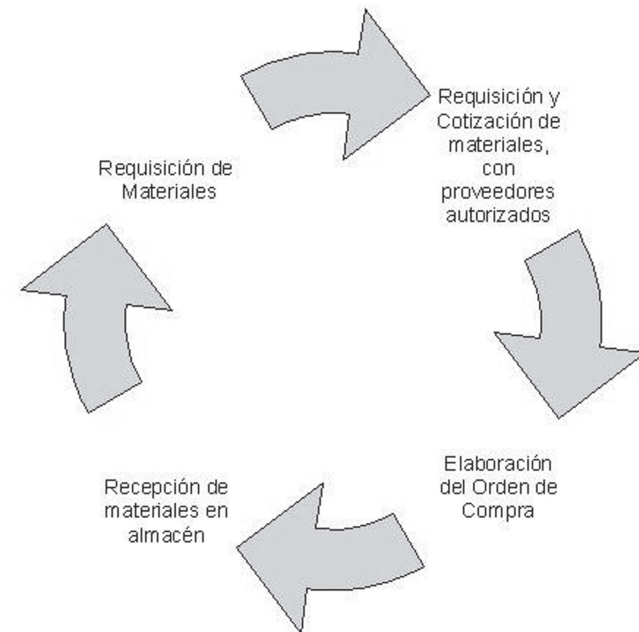 Requisición de
Materiales
Requisición y
Cotización de
materiales,
con
proveedores
autorizados
Elaboración
del Orden de
Compra
Recepción de
materiales en
almacén